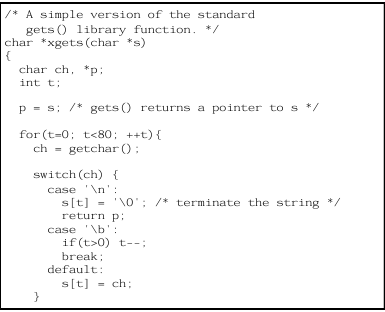 /* A simple version of the standard
   gets() library function. */
char *xgets(char *s)
{
  char ch, *p;
  int t;

  p = s; /* gets() returns a pointer to s */

  for(t=0; t<80; ++t){
    ch = getchar();

    switch(ch) {
      case '\n':
        s[t] = '\0'; /* terminate the string */
        return p;
      case '\b':
        if(t>0) t--;
        break;
      default:
        s[t] = ch;
    }